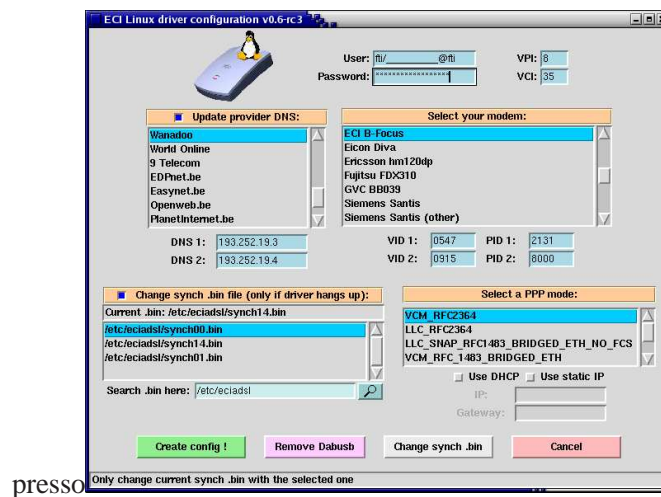 ECI Linux driver configuration v0.6-rc3
User: fti/________@fti VPI: 8
Password: ****************** VCI: 35
Update provider DNS:
Wanadoo
World Online
9 Telecom
EDPnet.be
Easynet.be
Openweb.be
PlanetInternet.be
DNS 1: 193.252.19.3
DNS 2: 193.252.19.4
Select your modem:
ECI B-Focus
Eicon Diva
Ericsson hm120dp
Fujitsu FDX310
GVC BB039
Siemens Santis
Siemens Santis (other)
VID 1: 0547 PID 1: 2131
VID 2: 0915 PID 2: 8000
Change synch .bin file (only if driver hangs up):
Current .bin: /etc/eciadsl/synch14.bin
/etc/eciadsl/synch00.bin
/etc/eciadsl/synch14.bin
/etc/eciadsl/synch01.bin
Search .bin here: /etc/eciadsl
Select a PPP mode:
VCM_RFC2364
LLC_RFC2364
LLC_SNAP_RFC1483_BRIDGED_ETH_NO_FCS
VCM_RFC_1483_BRIDGED_ETH
Use DHCP Use static IP
IP:
Gateway:
Create config ! Remove Dabusb Change synch .bin Cancel
Only change current synch .bin with the selected one
presso